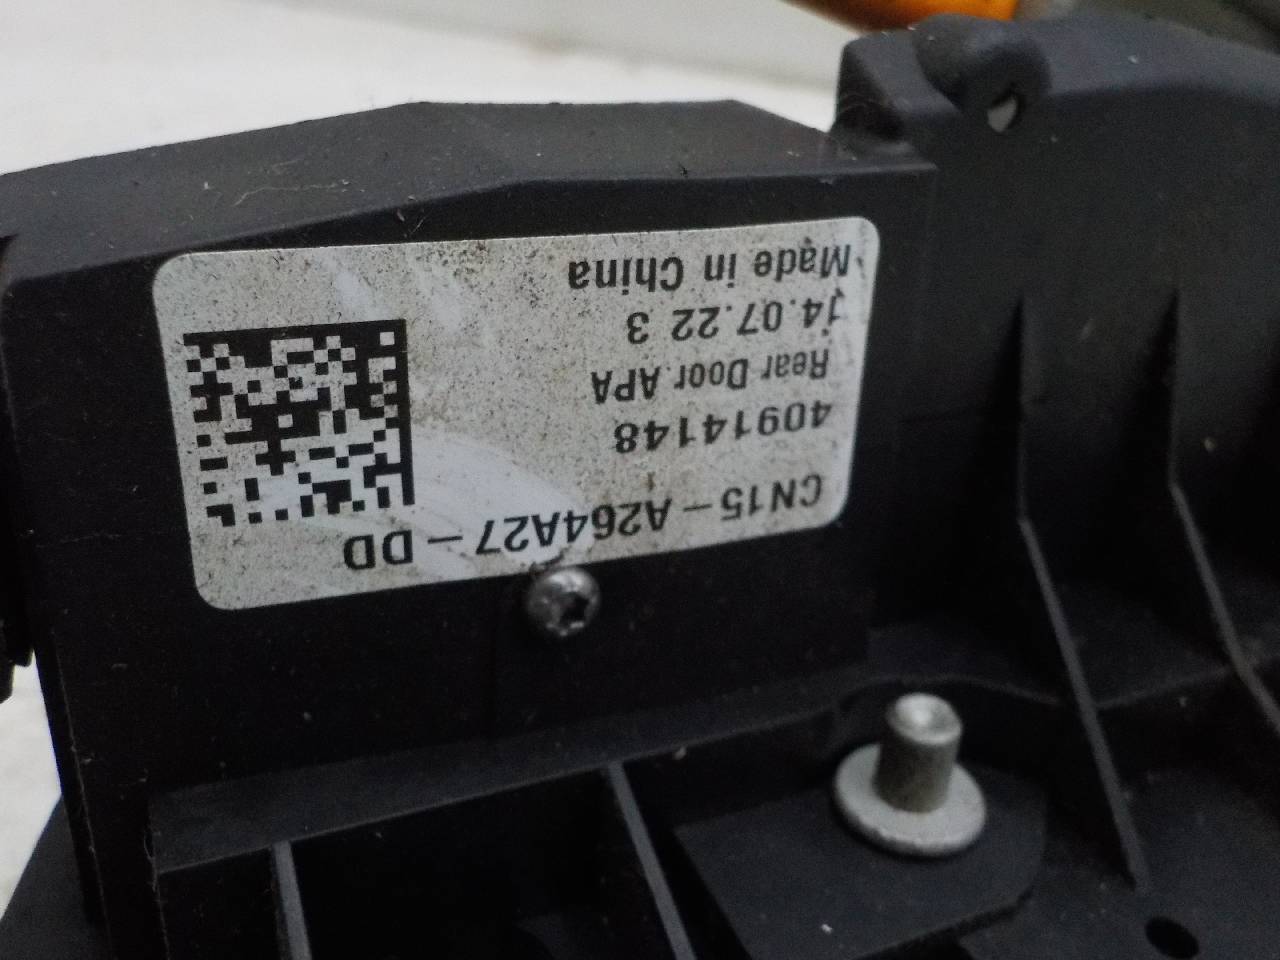 CN15-A264A27-DD
40914148
Rear Door APA
14.07.22 3
Made in China